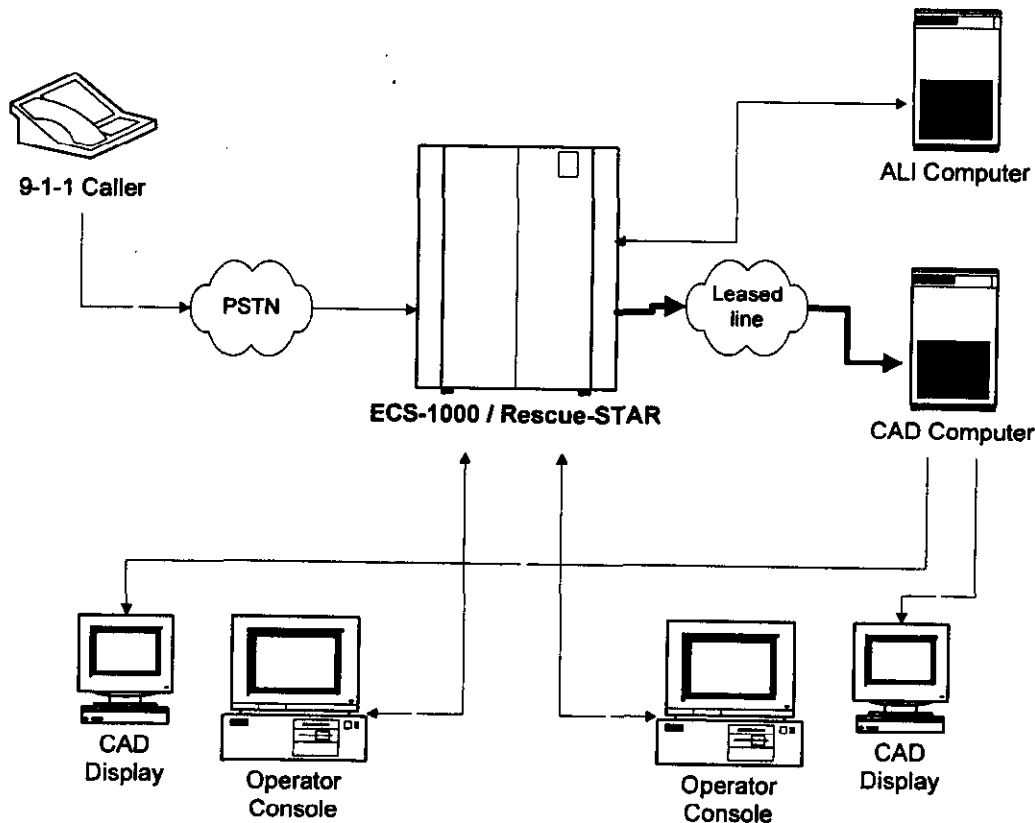 9-1-1 Caller
ALI Computer
PSTN
Leased
line
ECS-1000 / Rescue-STAR
CAD Computer
CAD
Display
Operator
Console
Operator
Console
CAD
Display